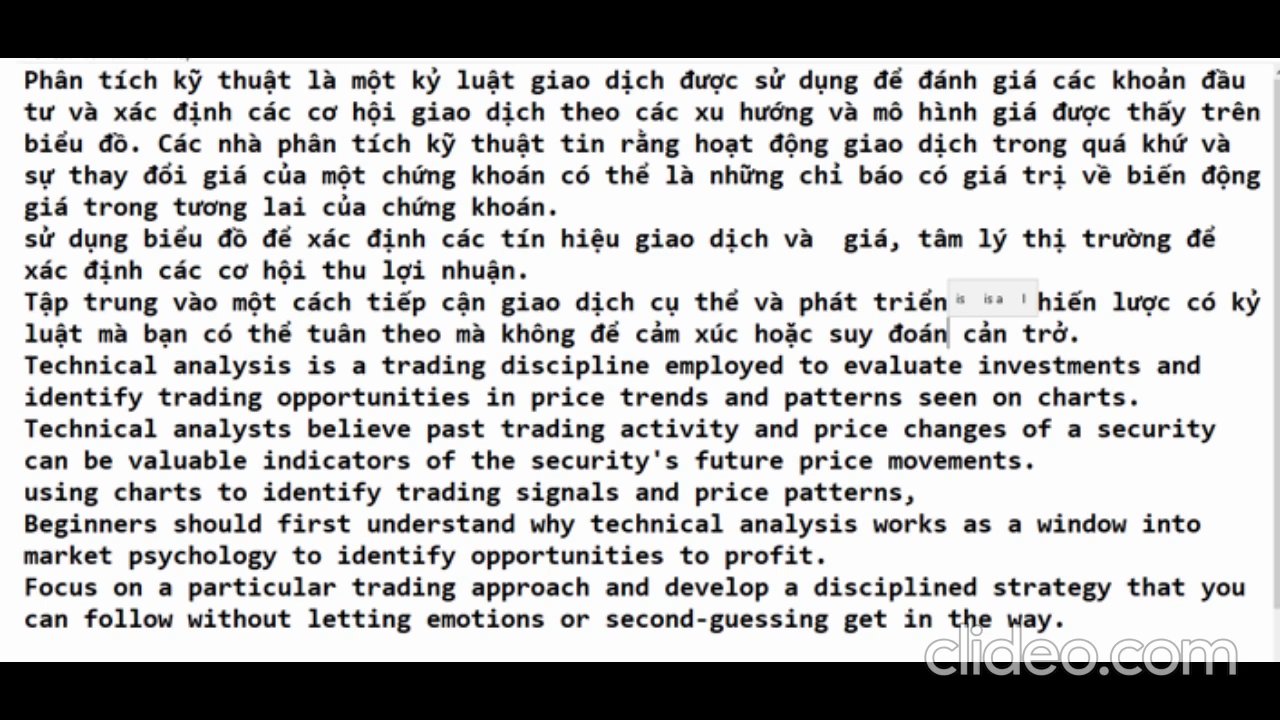 Phân tích kỹ thuật là một kỷ luật giao dịch được sử dụng để đánh giá các khoản đầu
tư và xác định các cơ hội giao dịch theo các xu hướng và mô hình giá được thấy trên
biểu đồ. Các nhà phân tích kỹ thuật tin rằng hoạt động giao dịch trong quá khứ và
sự thay đổi giá của một chứng khoán có thể là những chỉ báo có giá trị về biến động
giá trong tương lai của chứng khoán.
sử dụng biểu đồ để xác định các tín hiệu giao dịch và  giá, tâm lý thị trường để
xác định các cơ hội thu lợi nhuận.
Tập trung vào một cách tiếp cận giao dịch cụ thể và phát triển is is a I hiến lược có kỷ
luật mà bạn có thể tuân theo mà không để cảm xúc hoặc suy đoán cản trở.
Technical analysis is a trading discipline employed to evaluate investments and
identify trading opportunities in price trends and patterns seen on charts.
Technical analysts believe past trading activity and price changes of a security
can be valuable indicators of the security's future price movements.
using charts to identify trading signals and price patterns,
Beginners should first understand why technical analysis works as a window into
market psychology to identify opportunities to profit.
Focus on a particular trading approach and develop a disciplined strategy that you
can follow without letting emotions or second-guessing get in the way.
clideo.com